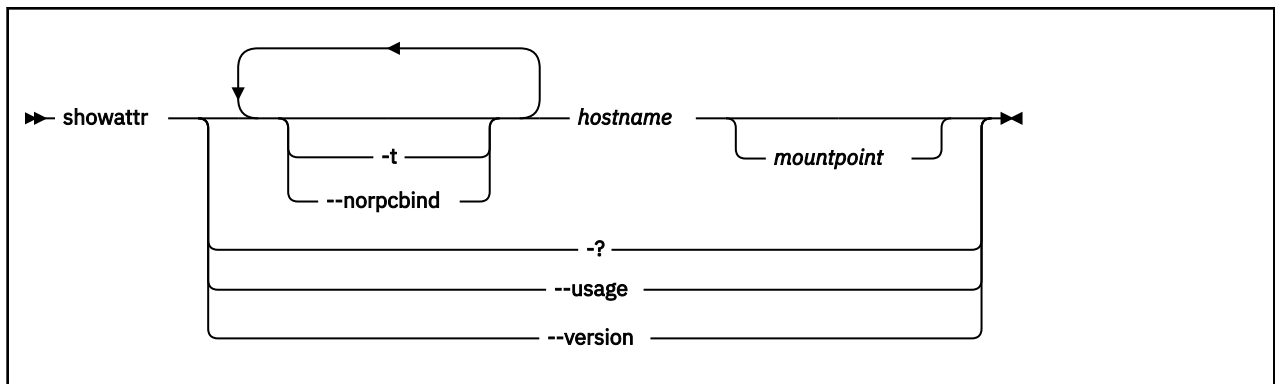 showattr hostname
-t mountpoint
--norpcbind
-?
--usage
--version